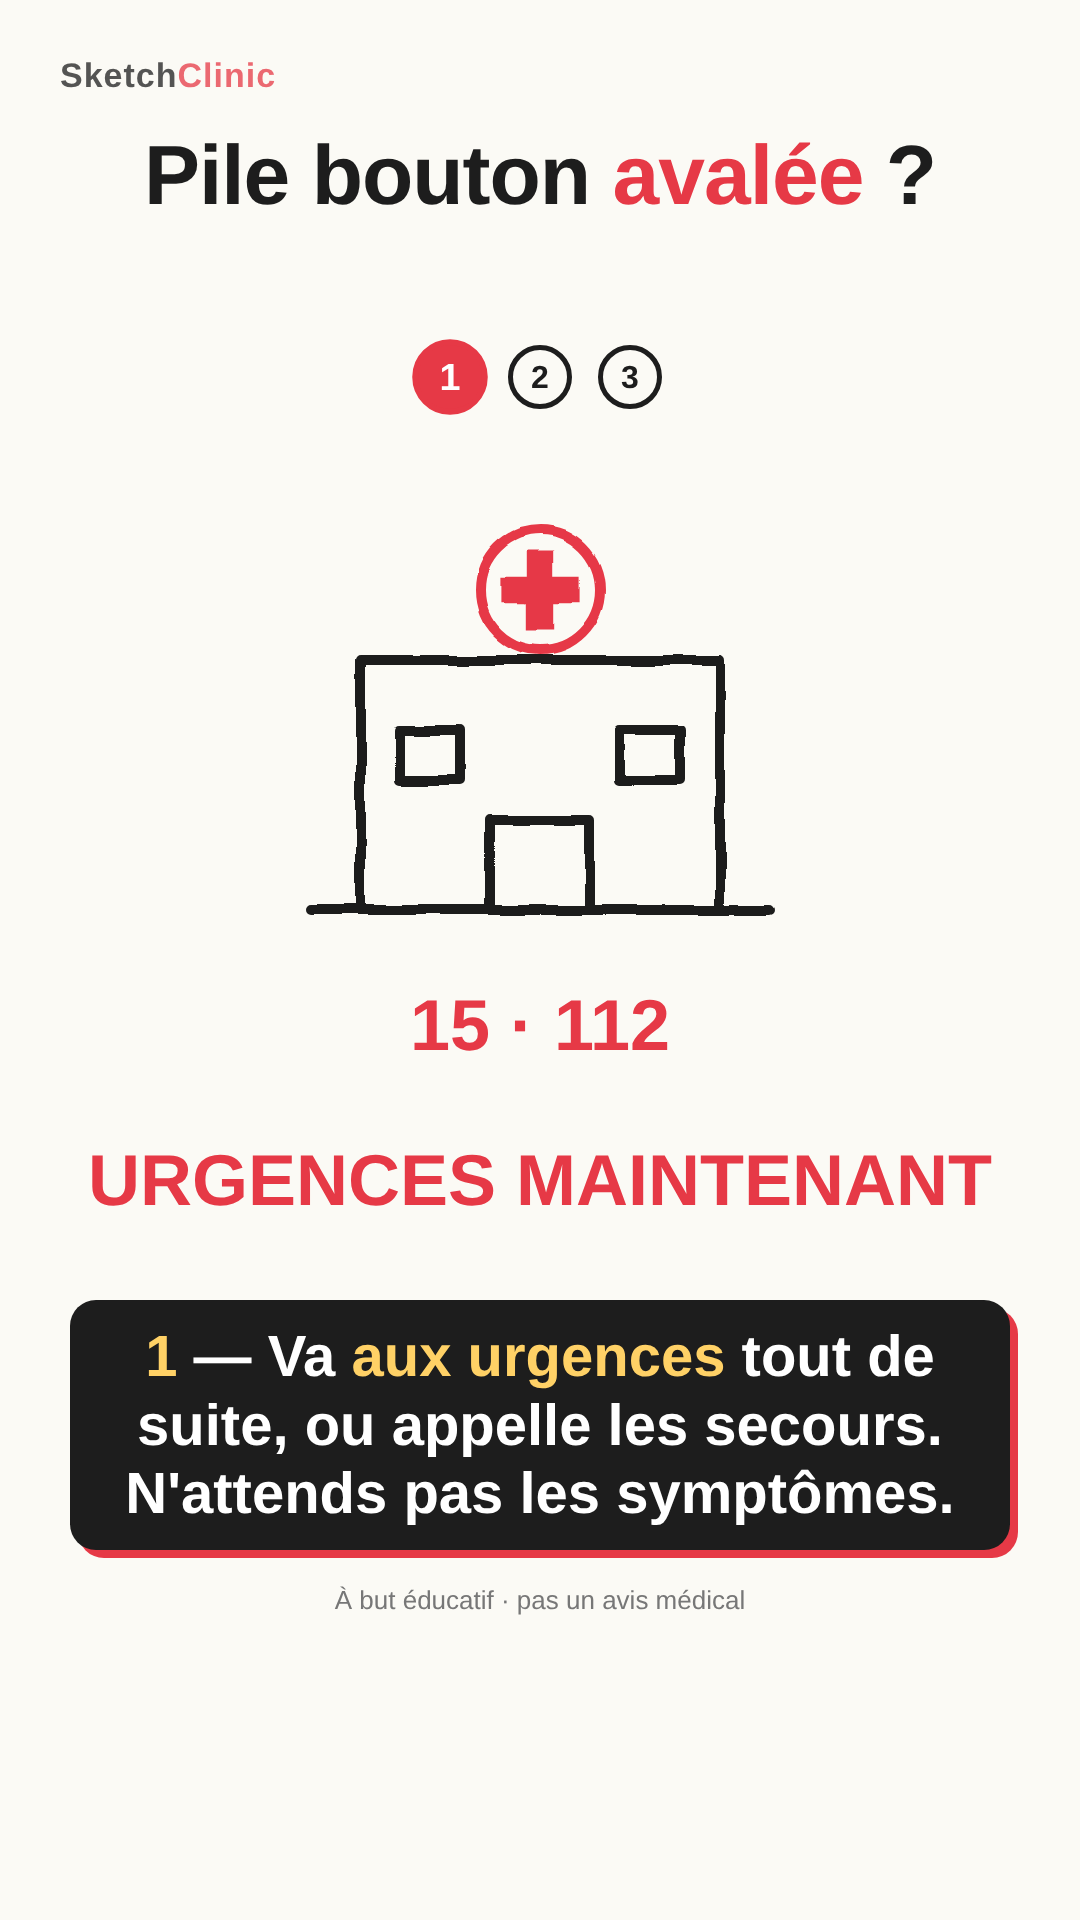 SketchClinic
Pile bouton avalée ?
1 2 3
15 · 112
URGENCES MAINTENANT
1 — Va aux urgences tout de
suite, ou appelle les secours.
N'attends pas les symptômes.
À but éducatif · pas un avis médical